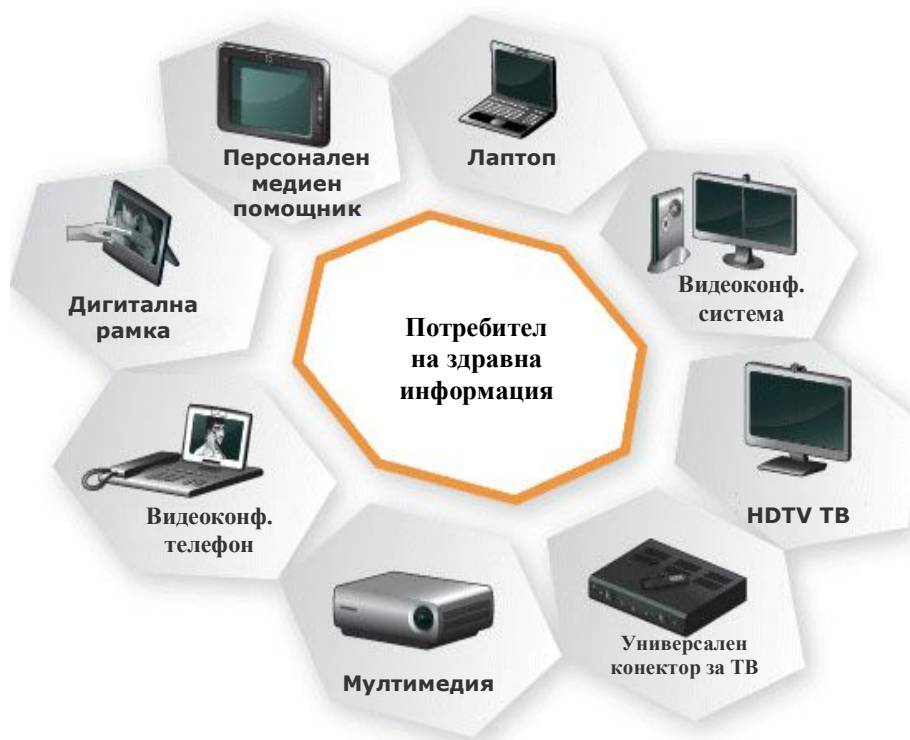 Персонален
медиен
помощник
Лаптоп
Видеоконф.
система
HDTV ТВ
Универсален
конектор за ТВ
Мултимедия
Видеоконф.
телефон
Дигитална
рамка
Потребител
на здравна
информация